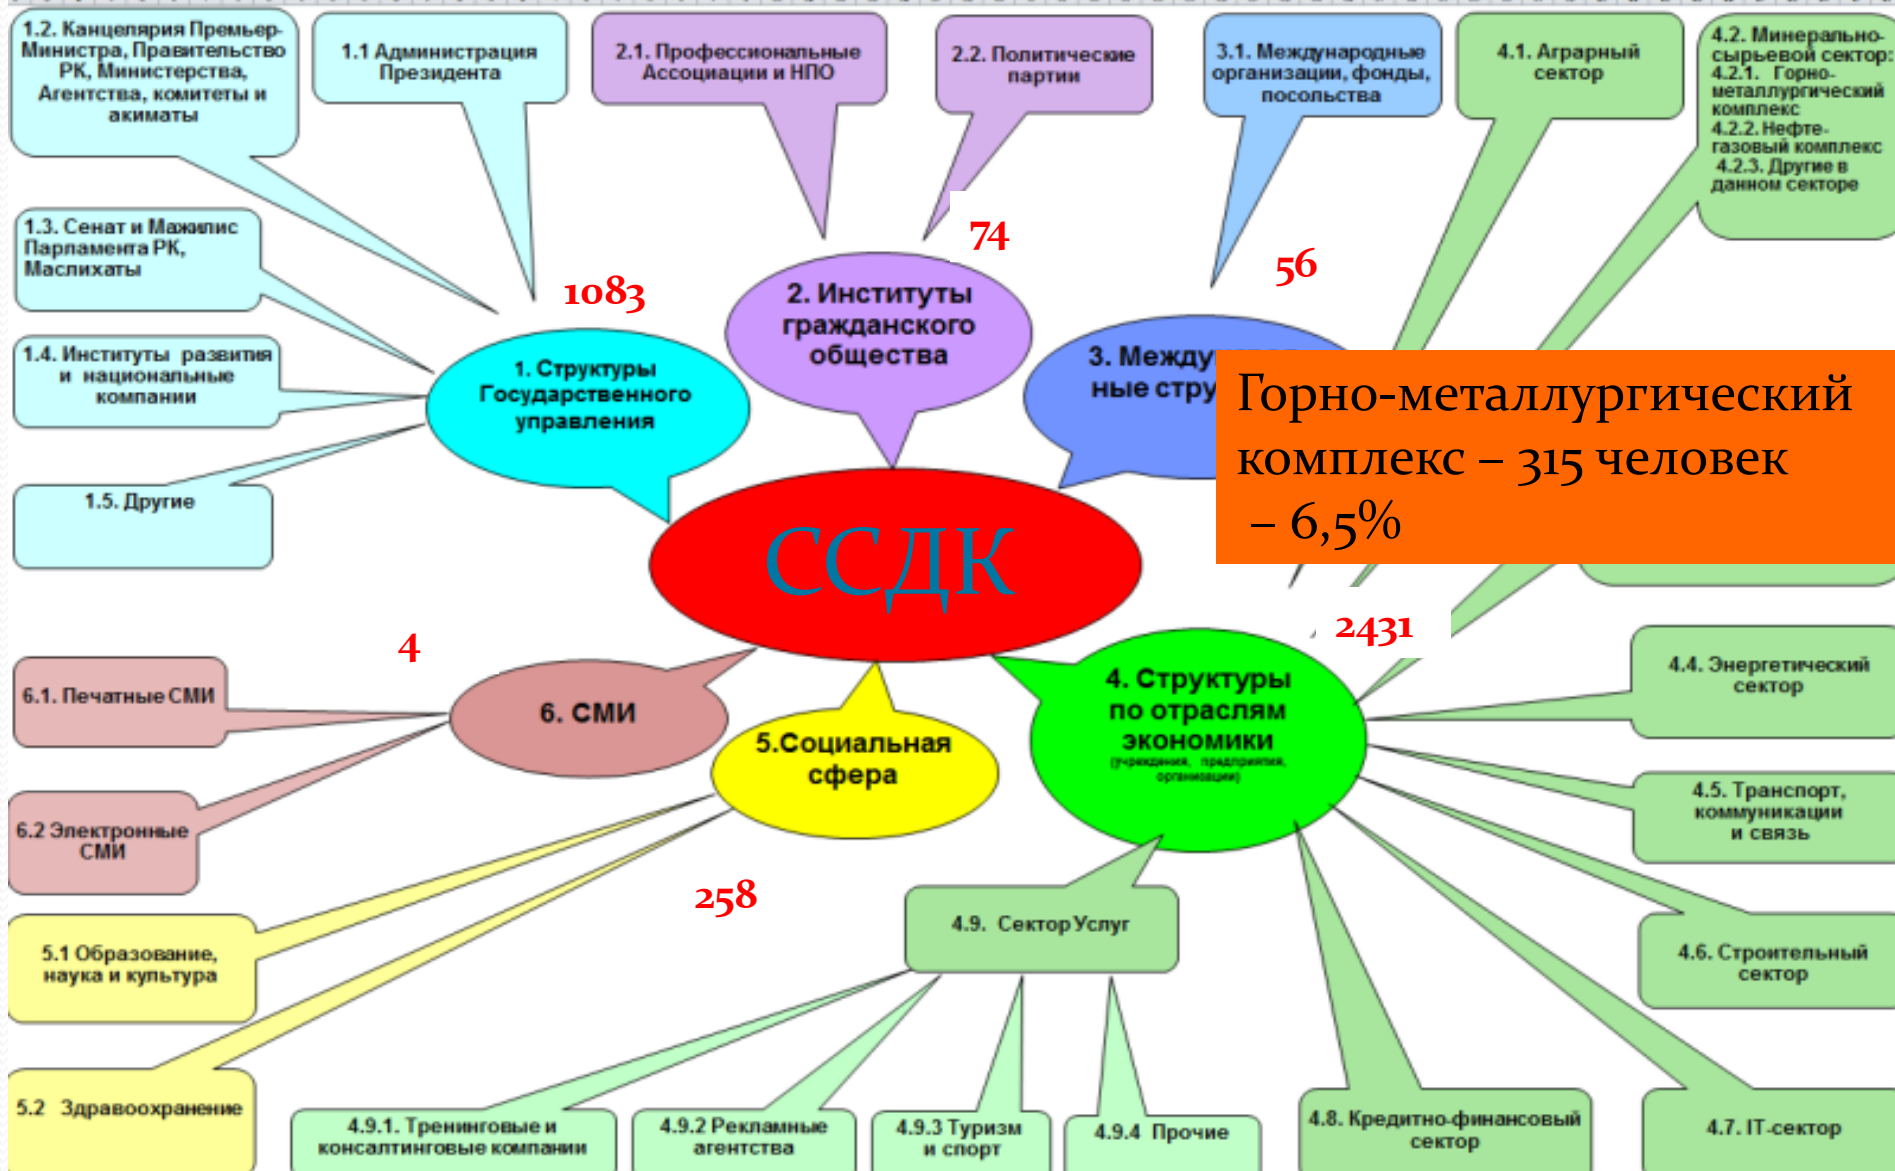 1.2. Канцелярия Премьер-
Министра, Правительство
РК, Министерства,
Агентства, комитеты и
акиматы
1.1 Администрация
Президента
2.1. Профессиональные
Ассоциации и НПО
2.2. Политические
партии
3.1. Международные
организации, фонды,
посольства
4.1. Аграрный
сектор
4.2. Минерально-
сырьевой сектор:
4.2.1. Горно-
металлургический
комплекс
4.2.2. Нефте-
газовый комплекс
4.2.3. Другие в
данном секторе
1.3. Сенат и Мажилис
Парламента РК,
Маслихаты
74
56
1083
2. Институты
гражданского
общества
1.4. Институты развития
и национальные
компании
1. Структуры
Государственного
управления
3. Между
ные стру
Горно-металлургический
комплекс – 315 человек
– 6,5%
1.5. Другие
ССДК
4
2431
6.1. Печатные СМИ
6. СМИ
4. Структуры
по отраслям
экономики
(учреждения, предприятия,
организации)
4.4. Энергетический
сектор
5.Социальная
сфера
6.2 Электронные
СМИ
4.5. Транспорт,
коммуникации
и связь
258
5.1 Образование,
наука и культура
4.9. Сектор Услуг
4.6. Строительный
сектор
5.2 Здравоохранение
4.9.1. Тренинговые и
консалтинговые компании
4.9.2 Рекламные
агентства
4.9.3 Туризм
и спорт
4.9.4 Прочие
4.8. Кредитно-финансовый
сектор
4.7. IT-сектор